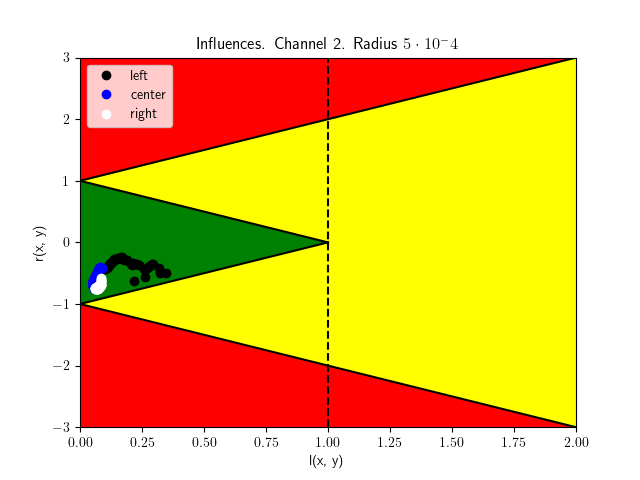 Influences. Channel 2. Radius 5 · 10⁻4
left
center
right
3
2
1
0
−1
−2
−3
r(x, y)
0.00 0.25 0.50 0.75 1.00 1.25 1.50 1.75 2.00
l(x, y)